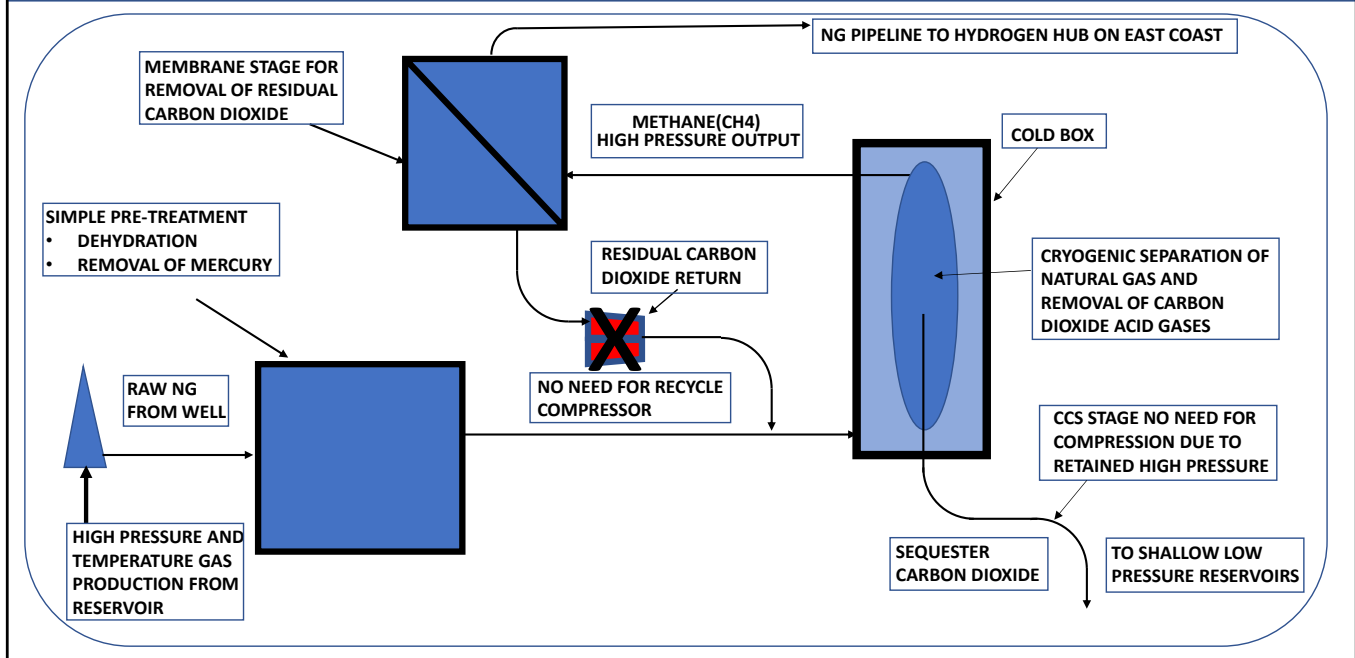 NG PIPELINE TO HYDROGEN HUB ON EAST COAST
MEMBRANE STAGE FOR
REMOVAL OF RESIDUAL
CARBON DIOXIDE
METHANE(CH4)
HIGH PRESSURE OUTPUT
COLD BOX
SIMPLE PRE-TREATMENT
• DEHYDRATION
• REMOVAL OF MERCURY
RESIDUAL CARBON
DIOXIDE RETURN
CRYOGENIC SEPARATION OF
NATURAL GAS AND
REMOVAL OF CARBON
DIOXIDE ACID GASES
X
RAW NG
FROM WELL
NO NEED FOR RECYCLE
COMPRESSOR
CCS STAGE NO NEED FOR
COMPRESSION DUE TO
RETAINED HIGH PRESSURE
HIGH PRESSURE AND
TEMPERATURE GAS
PRODUCTION FROM
RESERVOIR
SEQUESTER
CARBON DIOXIDE
TO SHALLOW LOW
PRESSURE RESERVOIRS